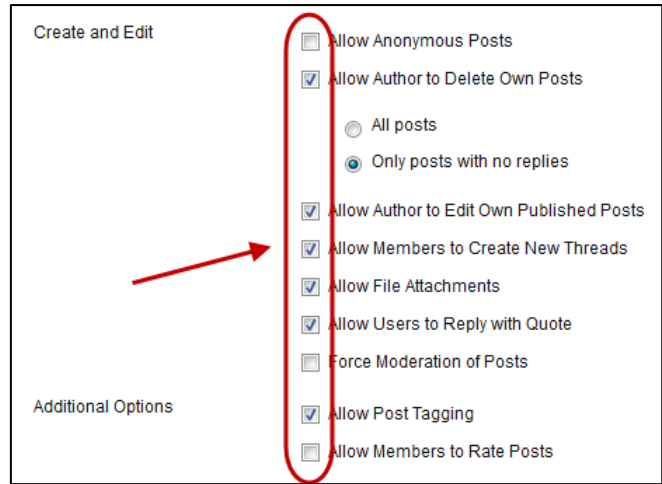 Create and Edit
Allow Anonymous Posts
Allow Author to Delete Own Posts
All posts
Only posts with no replies
Allow Author to Edit Own Published Posts
Allow Members to Create New Threads
Allow File Attachments
Allow Users to Reply with Quote
Force Moderation of Posts
Additional Options
Allow Post Tagging
Allow Members to Rate Posts